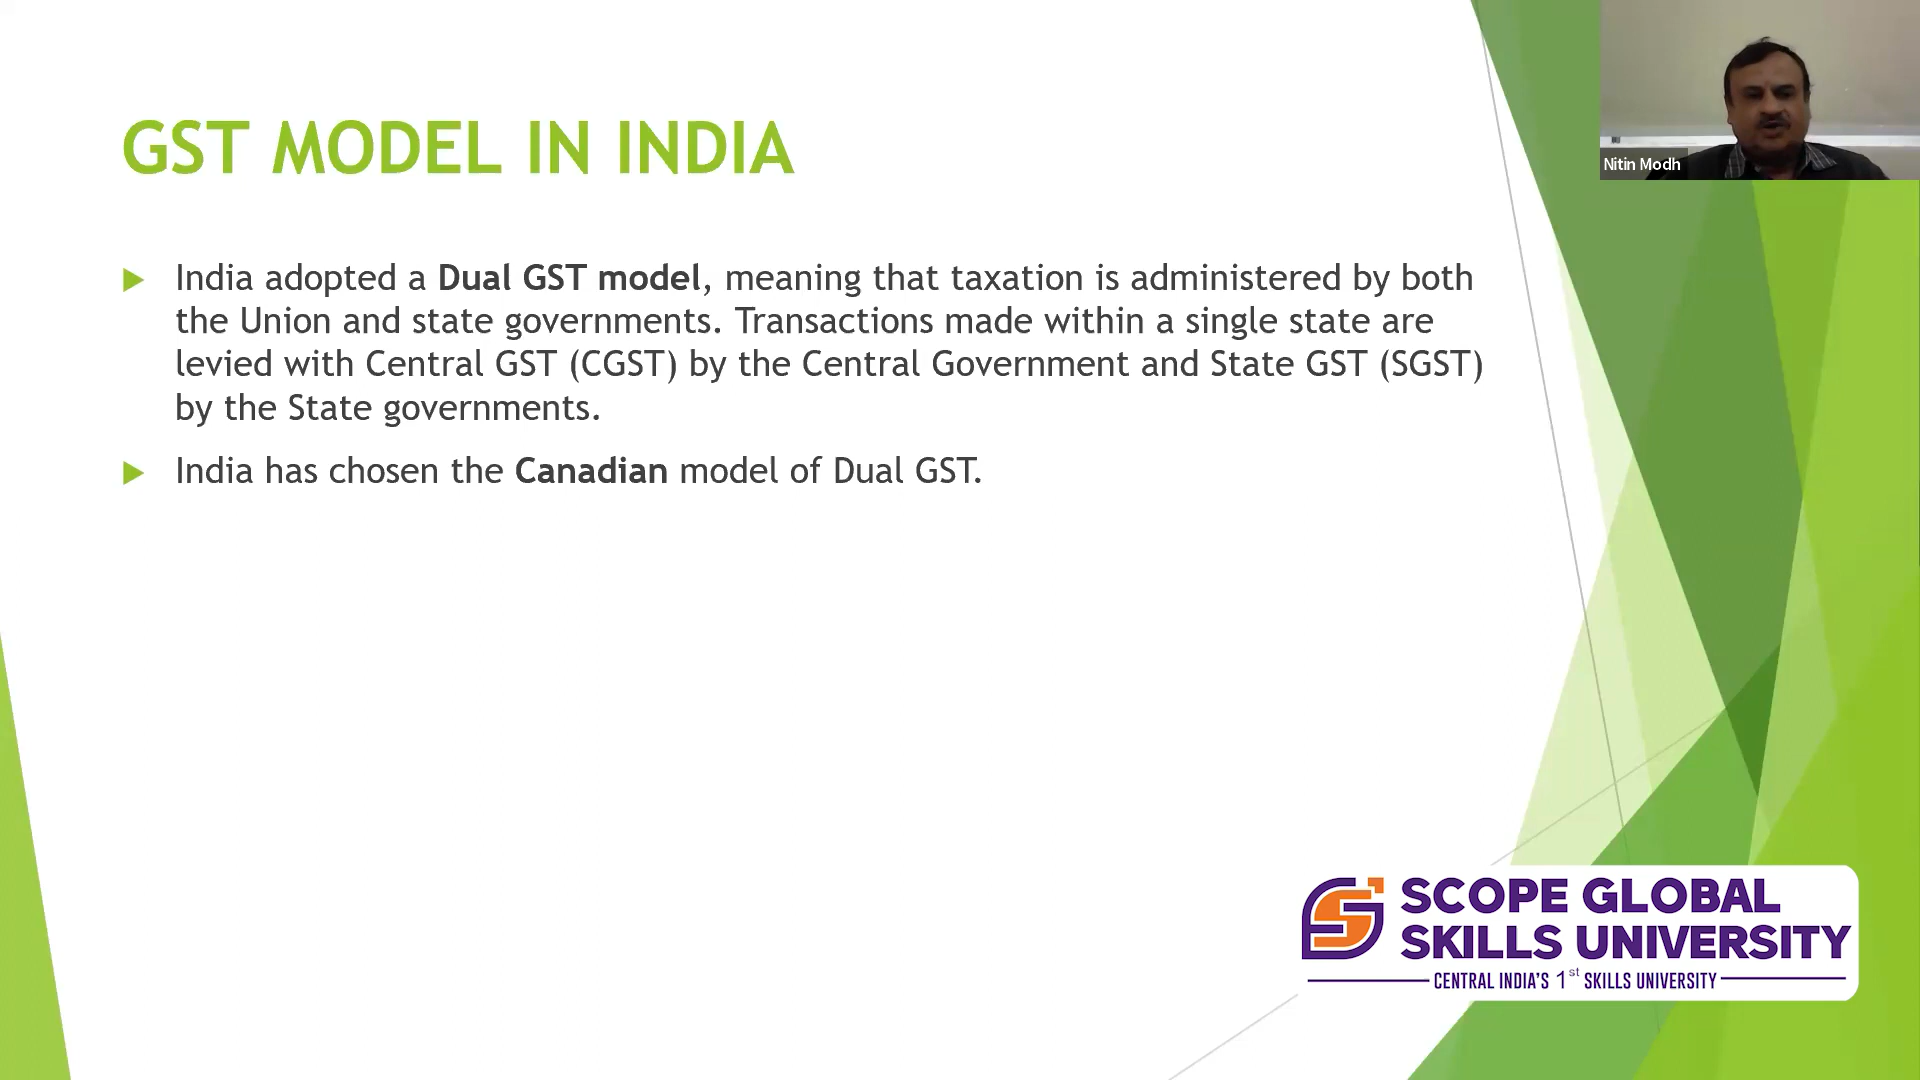 GST MODEL IN INDIA
India adopted a Dual GST model, meaning that taxation is administered by both
the Union and state governments. Transactions made within a single state are
levied with Central GST (CGST) by the Central Government and State GST (SGST)
by the State governments.
India has chosen the Canadian model of Dual GST.
Nitin Modh
SCOPE GLOBAL
SKILLS UNIVERSITY
CENTRAL INDIA'S 1st SKILLS UNIVERSITY